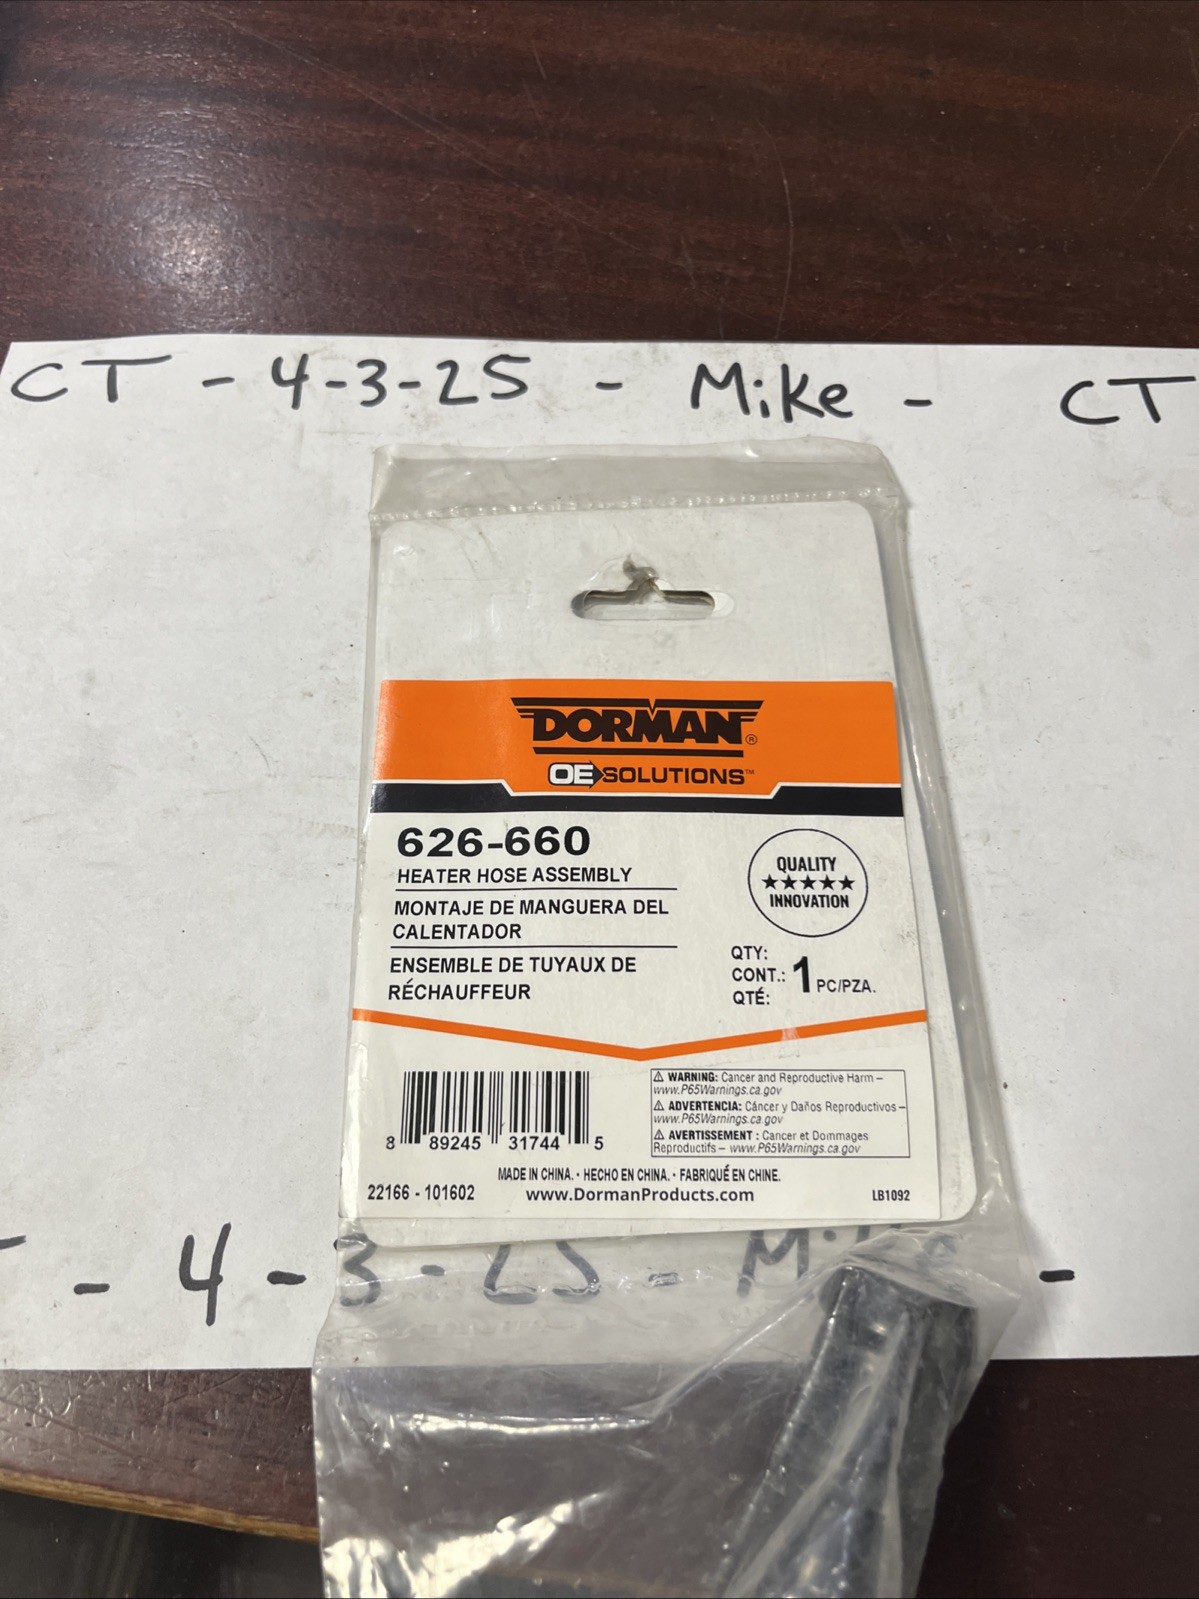 CT - 4-3-25 - Mike - CT
DORMAN®
OE SOLUTIONS™
626-660
HEATER HOSE ASSEMBLY
MONTAJE DE MANGUERA DEL
CALENTADOR
ENSEMBLE DE TUYAUX DE
RÉCHAUFFEUR
QUALITY
★★★★★
INNOVATION
QTY:
CONT.: 1 PC/PZA.
QTÉ:
⚠ WARNING: Cancer and Reproductive Harm –
www.P65Warnings.ca.gov
⚠ ADVERTENCIA: Cáncer y Daños Reproductivos –
www.P65Warnings.ca.gov
⚠ AVERTISSEMENT : Cancer et Dommages
Reproductifs – www.P65Warnings.ca.gov
8 89245 31744 5
MADE IN CHINA. • HECHO EN CHINA. • FABRIQUÉ EN CHINE.
22166 - 101602 www.DormanProducts.com LB1092
- 4-3-25 - Mike -